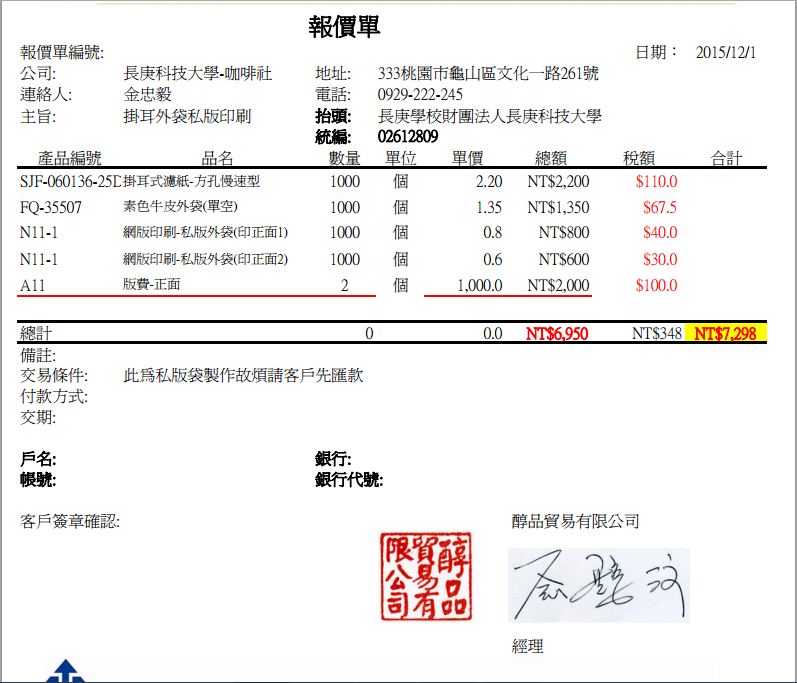 報價單
報價單編號: 日期： 2015/12/1
公司: 長庚科技大學-咖啡社 地址: 333桃園市龜山區文化一路261號
連絡人: 金忠毅 電話: 0929-222-245
主旨: 掛耳外袋私版印刷 抬頭: 長庚學校財團法人長庚科技大學
統編: 02612809
產品編號 品名 數量 單位 單價 總額 稅額 合計
SJF-060136-25D 掛耳式濾紙-方孔慢速型 1000 個 2.20 NT$2,200 $110.0
FQ-35507 素色牛皮外袋(單空) 1000 個 1.35 NT$1,350 $67.5
N11-1 網版印刷-私版外袋(印正面1) 1000 個 0.8 NT$800 $40.0
N11-1 網版印刷-私版外袋(印正面2) 1000 個 0.6 NT$600 $30.0
A11 版費-正面 2 個 1,000.0 NT$2,000 $100.0
總計 0 0.0 NT$6,950 NT$348 NT$7,298
備註:
交易條件: 此爲私版袋製作故煩請客戶先匯款
付款方式:
交期:
戶名: 銀行:
帳號: 銀行代號:
客戶簽章確認: 醇品貿易有限公司
醇品貿易有限公司
經理